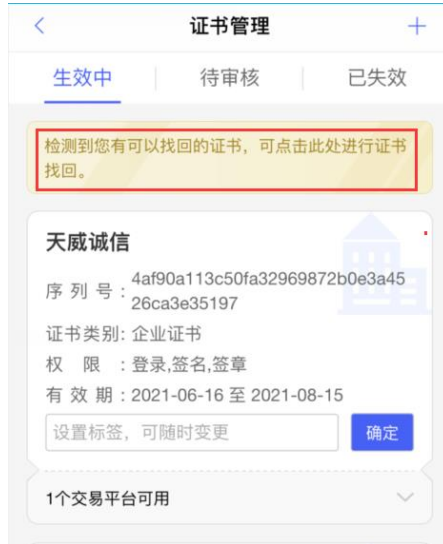 证书管理
生效中 待审核 已失效
检测到您有可以找回的证书，可点击此处进行证书
找回。
天威诚信
序列号：4af90a113c50fa32969872b0e3a45
26ca3e35197
证书类别：企业证书
权限：登录,签名,签章
有效期：2021-06-16 至 2021-08-15
设置标签，可随时变更 确定
1个交易平台可用